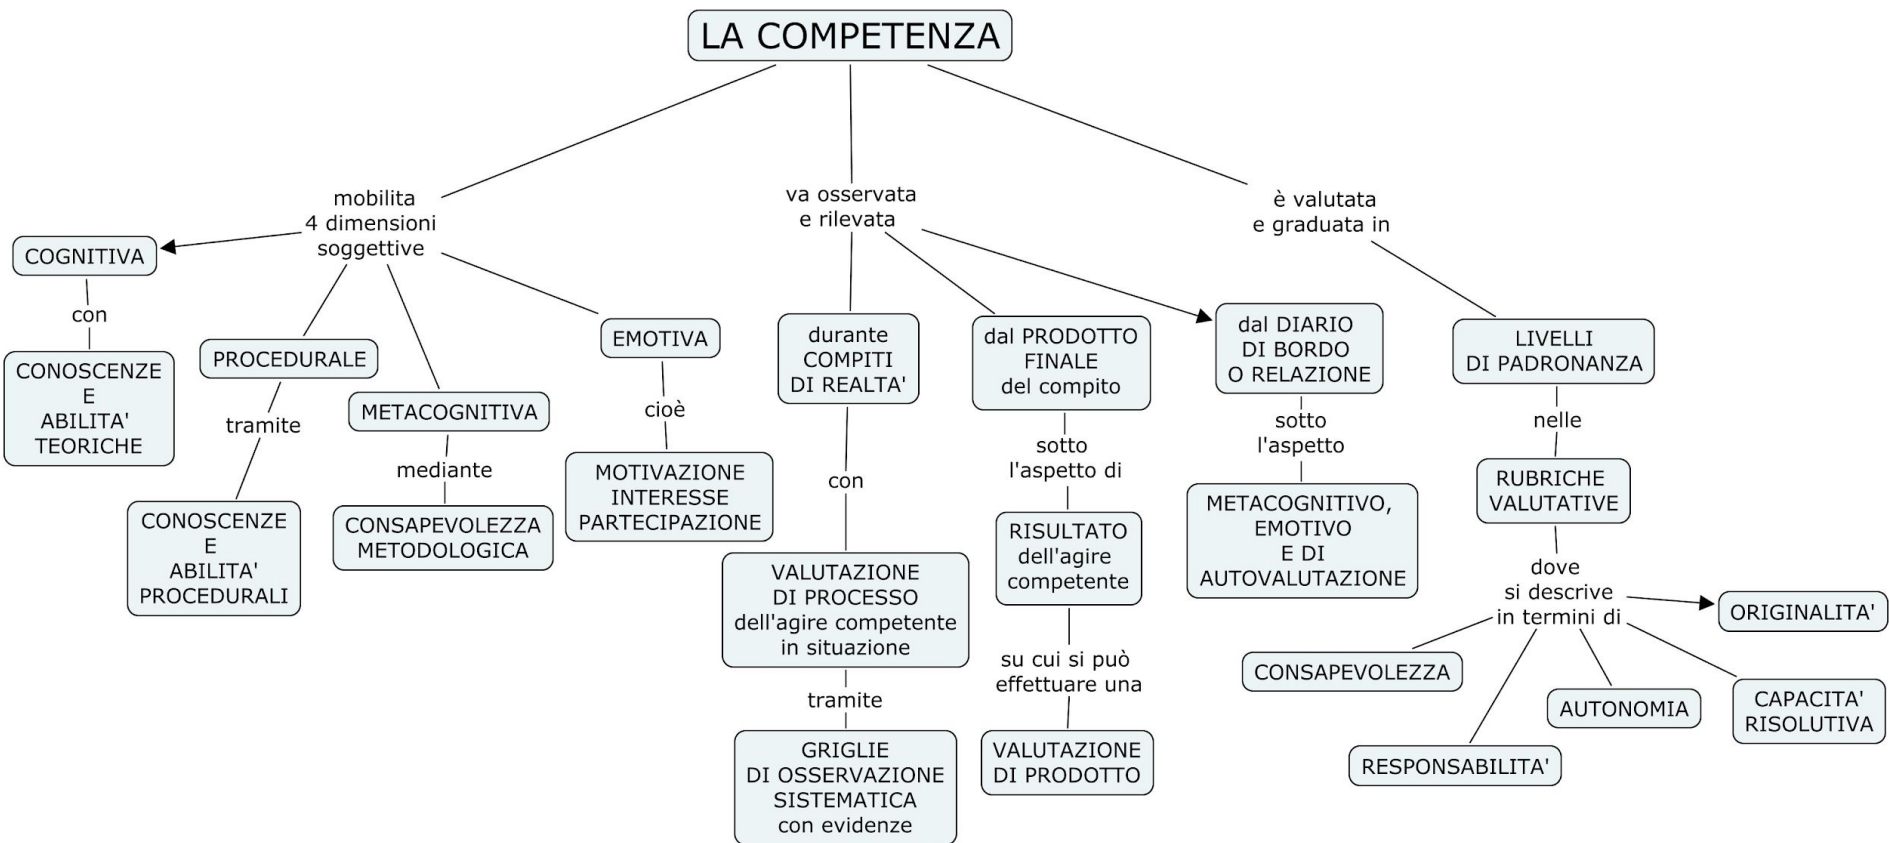 LA COMPETENZA
mobilita
4 dimensioni
soggettive
COGNITIVA
con
CONOSCENZE
E
ABILITA'
TEORICHE
PROCEDURALE
tramite
CONOSCENZE
E
ABILITA'
PROCEDURALI
METACOGNITIVA
mediante
CONSAPEVOLEZZA
METODOLOGICA
EMOTIVA
cioè
MOTIVAZIONE
INTERESSE
PARTECIPAZIONE
va osservata
e rilevata
durante
COMPITI
DI REALTA'
con
VALUTAZIONE
DI PROCESSO
dell'agire competente
in situazione
tramite
GRIGLIE
DI OSSERVAZIONE
SISTEMATICA
con evidenze
dal PRODOTTO
FINALE
del compito
sotto
l'aspetto di
RISULTATO
dell'agire
competente
su cui si può
effettuare una
VALUTAZIONE
DI PRODOTTO
dal DIARIO
DI BORDO
O RELAZIONE
sotto
l'aspetto
METACOGNITIVO,
EMOTIVO
E DI
AUTOVALUTAZIONE
è valutata
e graduata in
LIVELLI
DI PADRONANZA
nelle
RUBRICHE
VALUTATIVE
dove
si descrive
in termini di
CONSAPEVOLEZZA
RESPONSABILITA'
AUTONOMIA
CAPACITA'
RISOLUTIVA
ORIGINALITA'